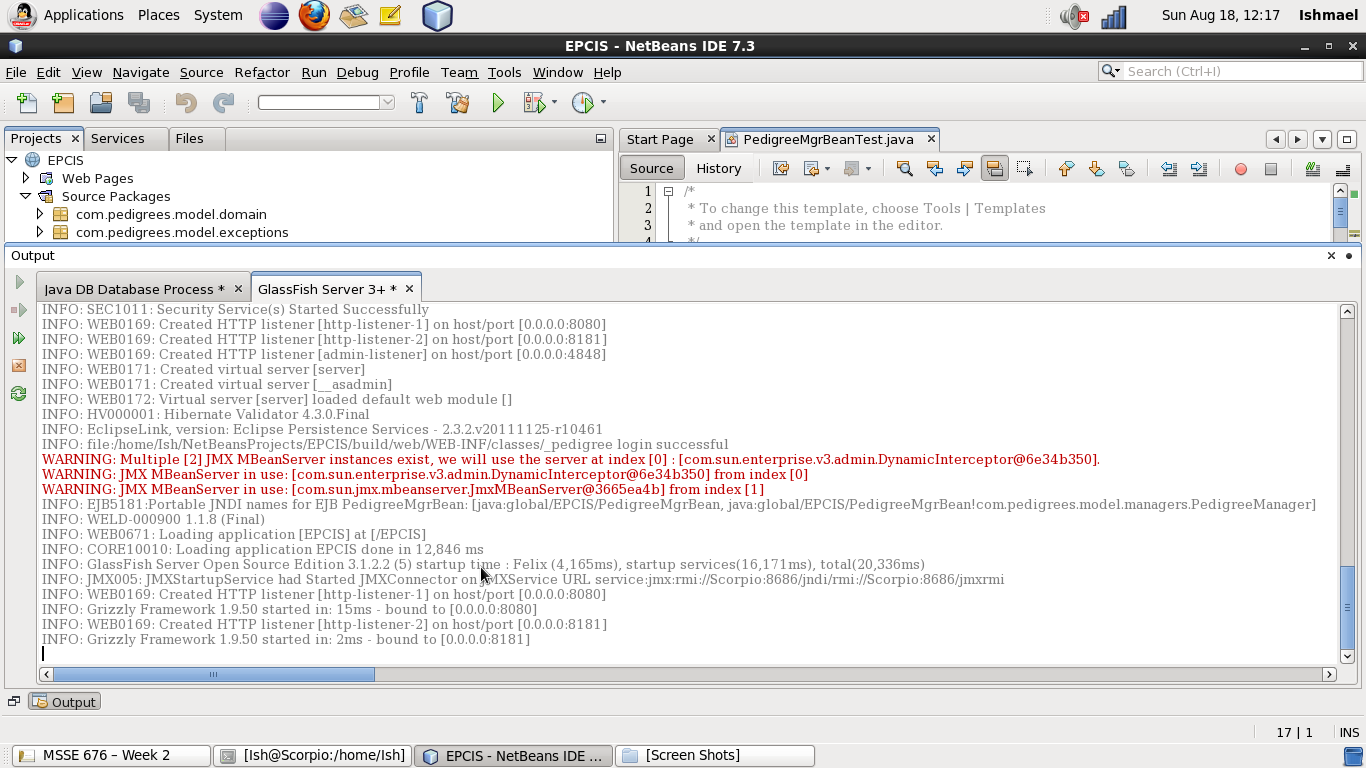 Applications Places System Sun Aug 18, 12:17 Ishmael
EPCIS - NetBeans IDE 7.3
File Edit View Navigate Source Refactor Run Debug Profile Team Tools Window Help Search (Ctrl+I)
Projects Services Files Start Page PedigreeMgrBeanTest.java
EPCIS Source History
Web Pages
Source Packages 1 /*
com.pedigrees.model.domain 2 * To change this template, choose Tools | Templates
com.pedigrees.model.exceptions 3 * and open the template in the editor.
4 */
Output
Java DB Database Process * GlassFish Server 3+ *
INFO: SEC1011: Security Service(s) Started Successfully
INFO: WEB0169: Created HTTP listener [http-listener-1] on host/port [0.0.0.0:8080]
INFO: WEB0169: Created HTTP listener [http-listener-2] on host/port [0.0.0.0:8181]
INFO: WEB0169: Created HTTP listener [admin-listener] on host/port [0.0.0.0:4848]
INFO: WEB0171: Created virtual server [server]
INFO: WEB0171: Created virtual server [__asadmin]
INFO: WEB0172: Virtual server [server] loaded default web module []
INFO: HV000001: Hibernate Validator 4.3.0.Final
INFO: EclipseLink, version: Eclipse Persistence Services - 2.3.2.v20111125-r10461
INFO: file:/home/Ish/NetBeansProjects/EPCIS/build/web/WEB-INF/classes/_pedigree login successful
WARNING: Multiple [2] JMX MBeanServer instances exist, we will use the server at index [0] : [com.sun.enterprise.v3.admin.DynamicInterceptor@6e34b350].
WARNING: JMX MBeanServer in use: [com.sun.enterprise.v3.admin.DynamicInterceptor@6e34b350] from index [0]
WARNING: JMX MBeanServer in use: [com.sun.jmx.mbeanserver.JmxMBeanServer@3665ea4b] from index [1]
INFO: EJB5181:Portable JNDI names for EJB PedigreeMgrBean: [java:global/EPCIS/PedigreeMgrBean, java:global/EPCIS/PedigreeMgrBean!com.pedigrees.model.managers.PedigreeManager]
INFO: WELD-000900 1.1.8 (Final)
INFO: WEB0671: Loading application [EPCIS] at [/EPCIS]
INFO: CORE10010: Loading application EPCIS done in 12,846 ms
INFO: GlassFish Server Open Source Edition 3.1.2.2 (5) startup time : Felix (4,165ms), startup services(16,171ms), total(20,336ms)
INFO: JMX005: JMXStartupService had Started JMXConnector on JMXService URL service:jmx:rmi://Scorpio:8686/jndi/rmi://Scorpio:8686/jmxrmi
INFO: WEB0169: Created HTTP listener [http-listener-1] on host/port [0.0.0.0:8080]
INFO: Grizzly Framework 1.9.50 started in: 15ms - bound to [0.0.0.0:8080]
INFO: WEB0169: Created HTTP listener [http-listener-2] on host/port [0.0.0.0:8181]
INFO: Grizzly Framework 1.9.50 started in: 2ms - bound to [0.0.0.0:8181]
Output
17 | 1 INS
MSSE 676 – Week 2 [Ish@Scorpio:/home/Ish] EPCIS - NetBeans IDE ... [Screen Shots]